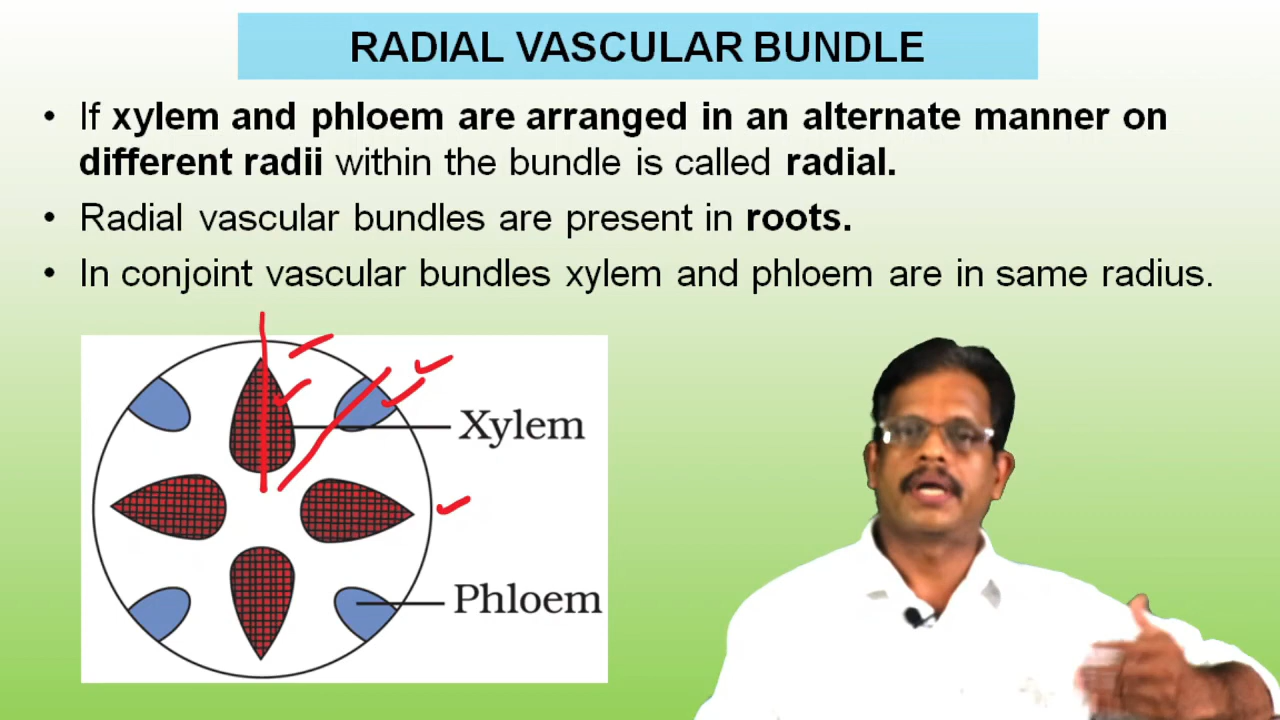 RADIAL VASCULAR BUNDLE
• If xylem and phloem are arranged in an alternate manner on
different radii within the bundle is called radial.
• Radial vascular bundles are present in roots.
• In conjoint vascular bundles xylem and phloem are in same radius.
Xylem
Phloem